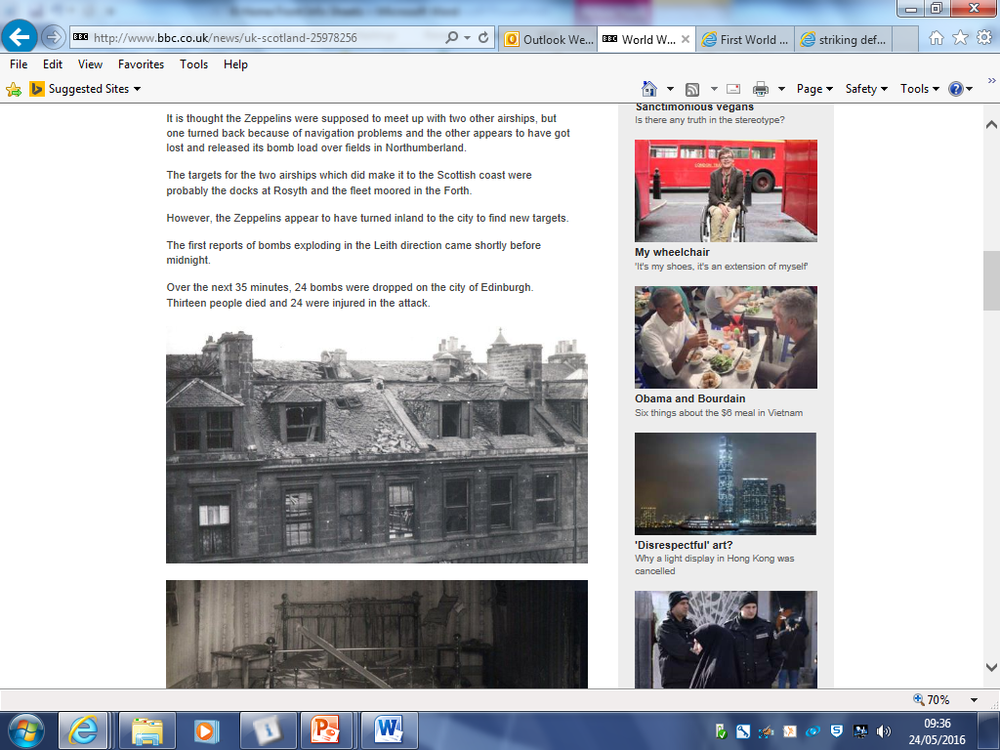 http://www.bbc.co.uk/news/uk-scotland-25978256
Outlook We...
World W...
First World ...
striking def...
File Edit View Favorites Tools Help
Suggested Sites
Page Safety Tools
It is thought the Zeppelins were supposed to meet up with two other airships, but
one turned back because of navigation problems and the other appears to have got
lost and released its bomb load over fields in Northumberland.
The targets for the two airships which did make it to the Scottish coast were
probably the docks at Rosyth and the fleet moored in the Forth.
However, the Zeppelins appear to have turned inland to the city to find new targets.
The first reports of bombs exploding in the Leith direction came shortly before
midnight.
Over the next 35 minutes, 24 bombs were dropped on the city of Edinburgh.
Thirteen people died and 24 were injured in the attack.
Sanctimonious vegans
Is there any truth in the stereotype?
My wheelchair
'It's my shoes, it's an extension of myself'
Obama and Bourdain
Six things about the $6 meal in Vietnam
'Disrespectful' art?
Why a light display in Hong Kong was
cancelled
70%
09:36
24/05/2016